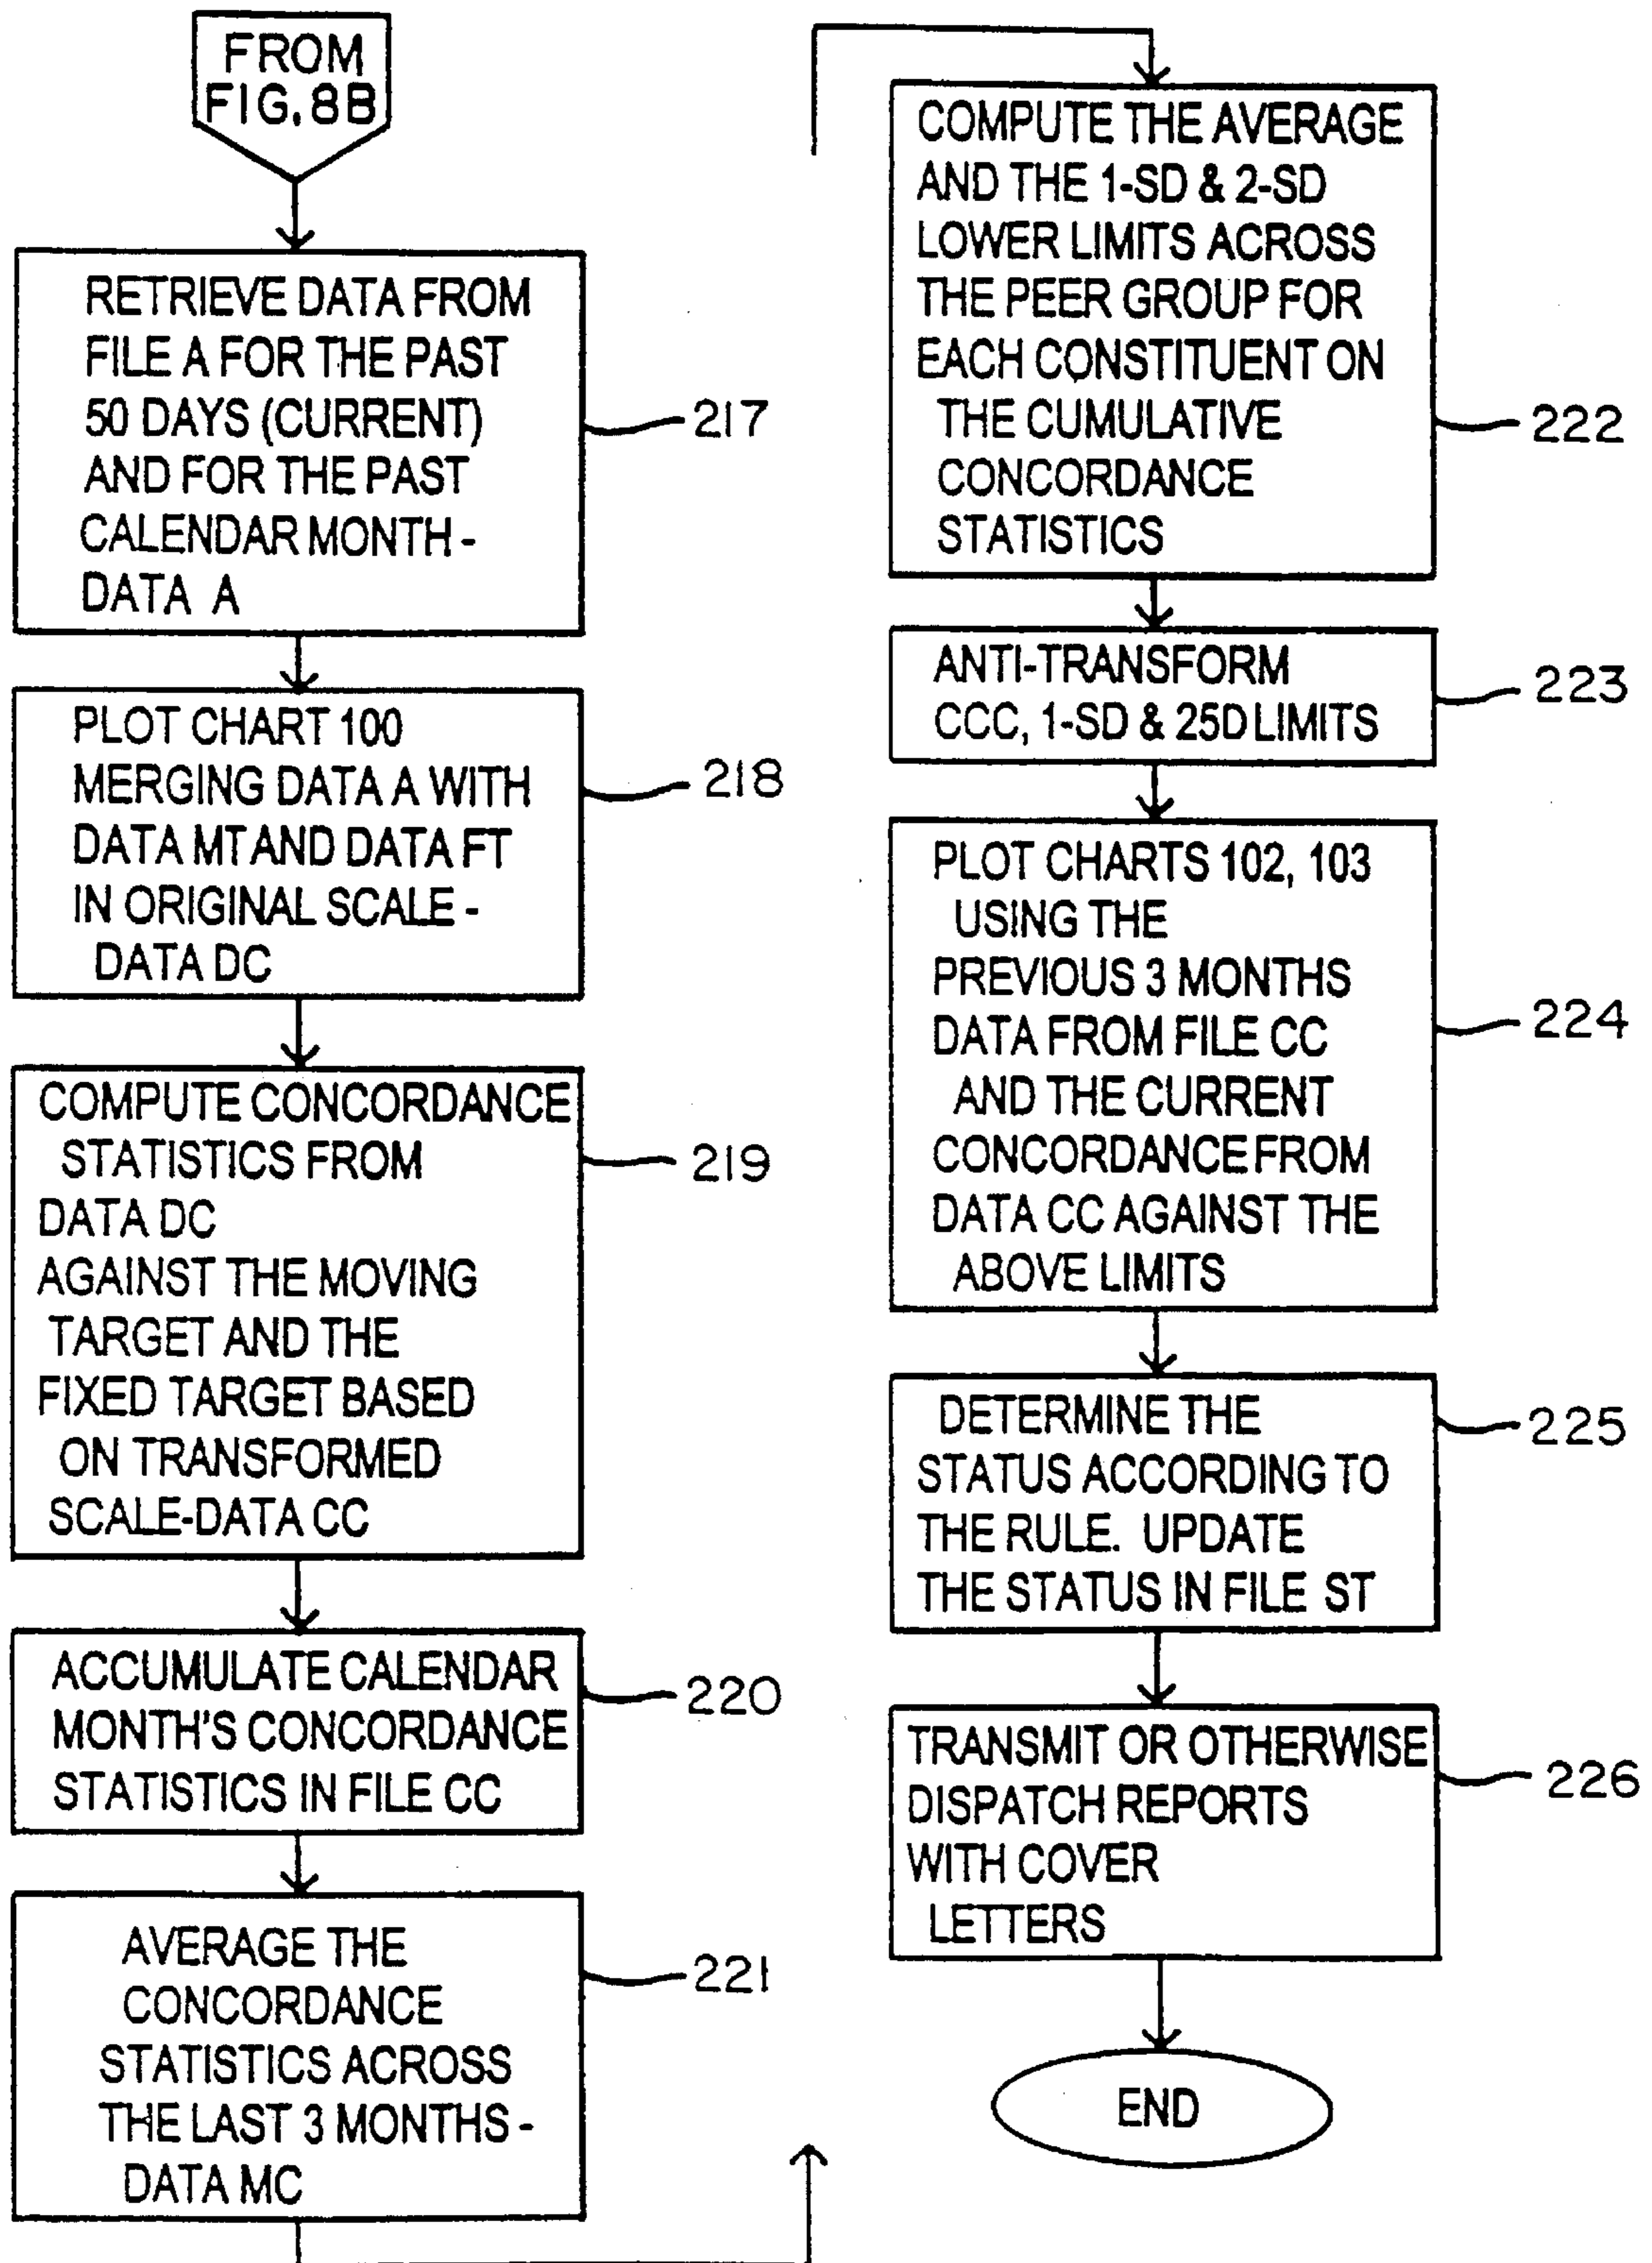 FROM
FIG.8B
RETRIEVE DATA FROM
FILE A FOR THE PAST
50 DAYS (CURRENT)
AND FOR THE PAST
CALENDAR MONTH -
DATA A
217
PLOT CHART 100
MERGING DATA A WITH
DATA MT AND DATA FT
IN ORIGINAL SCALE -
DATA DC
218
COMPUTE CONCORDANCE
STATISTICS FROM
DATA DC
AGAINST THE MOVING
TARGET AND THE
FIXED TARGET BASED
ON TRANSFORMED
SCALE-DATA CC
219
ACCUMULATE CALENDAR
MONTH'S CONCORDANCE
STATISTICS IN FILE CC
220
AVERAGE THE
CONCORDANCE
STATISTICS ACROSS
THE LAST 3 MONTHS -
DATA MC
221
COMPUTE THE AVERAGE
AND THE 1-SD & 2-SD
LOWER LIMITS ACROSS
THE PEER GROUP FOR
EACH CONSTITUENT ON
THE CUMULATIVE
CONCORDANCE
STATISTICS
222
ANTI-TRANSFORM
CCC, 1-SD & 25D LIMITS
223
PLOT CHARTS 102, 103
USING THE
PREVIOUS 3 MONTHS
DATA FROM FILE CC
AND THE CURRENT
CONCORDANCE FROM
DATA CC AGAINST THE
ABOVE LIMITS
224
DETERMINE THE
STATUS ACCORDING TO
THE RULE. UPDATE
THE STATUS IN FILE ST
225
TRANSMIT OR OTHERWISE
DISPATCH REPORTS
WITH COVER
LETTERS
226
END